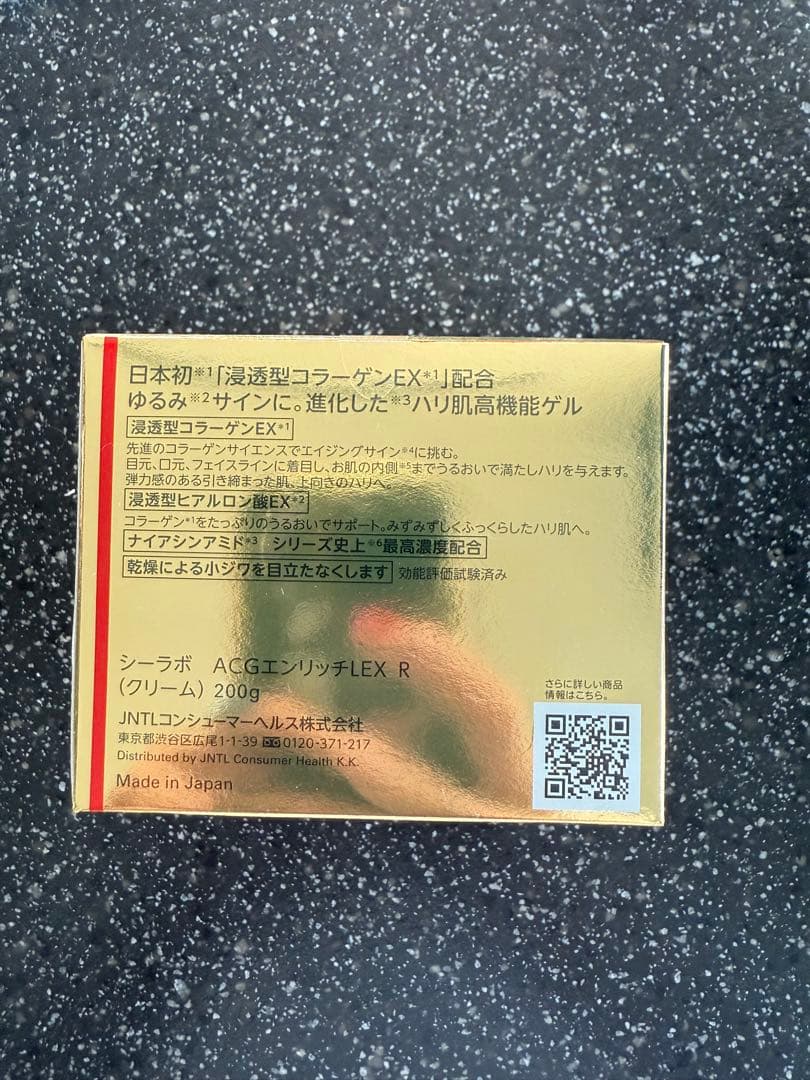 日本初※1「浸透型コラーゲンEX*1」配合
ゆるみ※2サインに。進化した※3ハリ肌高機能ゲル
浸透型コラーゲンEX*1
先進のコラーゲンサイエンスでエイジングサイン※4に挑む。
目元、口元、フェイスラインに着目し、お肌の内側※5までうるおいで満たしハリを与えます。
弾力感のある引き締まった肌、上向きのハリへ。
浸透型ヒアルロン酸EX*2
コラーゲン*1をたっぷりのうるおいでサポート。みずみずしくふっくらしたハリ肌へ。
ナイアシンアミド*3 シリーズ史上※6最高濃度配合
乾燥による小ジワを目立たなくします 効能評価試験済み
シーラボ ACGエンリッチLEX R
(クリーム) 200g
さらに詳しい商品
情報はこちら。
JNTLコンシューマーヘルス株式会社
東京都渋谷区広尾1-1-39 0120-371-217
Distributed by JNTL Consumer Health K.K.
Made in Japan